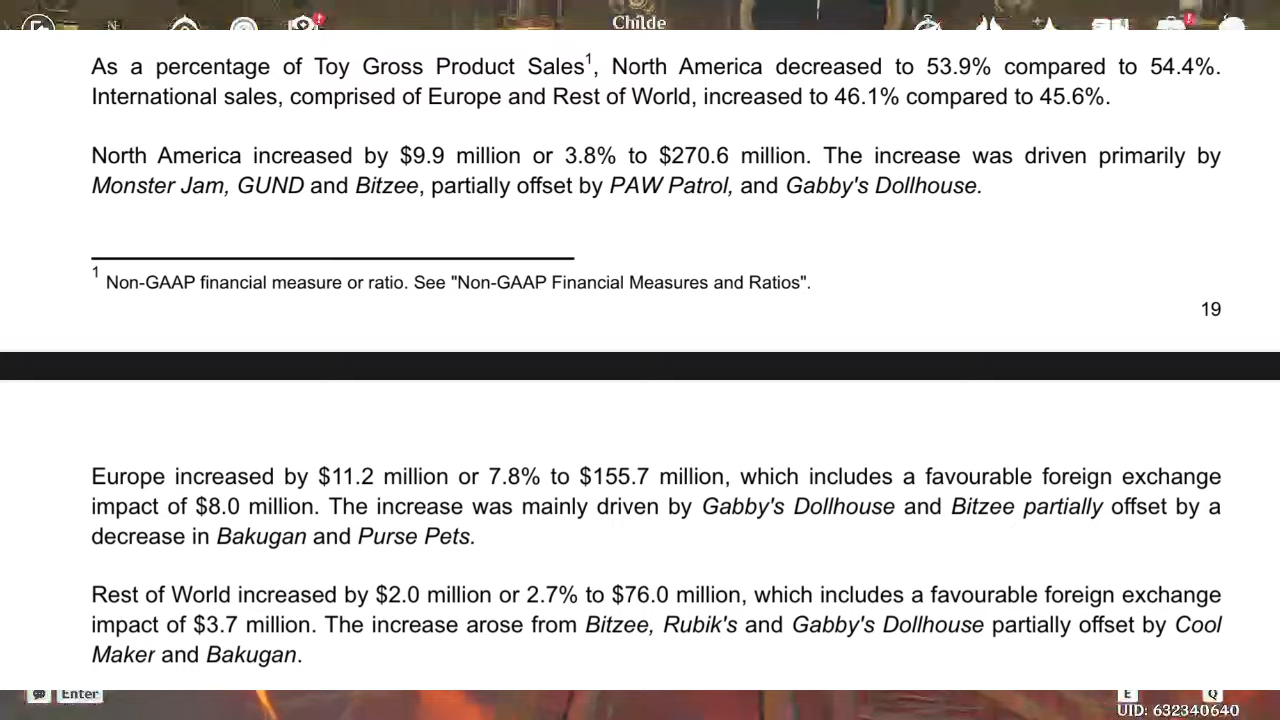 Childe
As a percentage of Toy Gross Product Sales1, North America decreased to 53.9% compared to 54.4%.
International sales, comprised of Europe and Rest of World, increased to 46.1% compared to 45.6%.
North America increased by $9.9 million or 3.8% to $270.6 million. The increase was driven primarily by
Monster Jam, GUND and Bitzee, partially offset by PAW Patrol, and Gabby's Dollhouse.
1 Non-GAAP financial measure or ratio. See "Non-GAAP Financial Measures and Ratios".
19
Europe increased by $11.2 million or 7.8% to $155.7 million, which includes a favourable foreign exchange
impact of $8.0 million. The increase was mainly driven by Gabby's Dollhouse and Bitzee partially offset by a
decrease in Bakugan and Purse Pets.
Rest of World increased by $2.0 million or 2.7% to $76.0 million, which includes a favourable foreign exchange
impact of $3.7 million. The increase arose from Bitzee, Rubik's and Gabby's Dollhouse partially offset by Cool
Maker and Bakugan.
Enter
E
Q
UID: 632340640